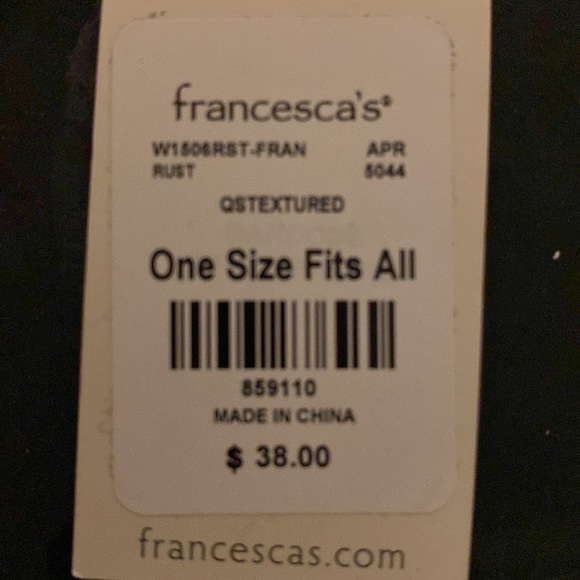 francesca's®
W1506RST-FRAN APR
RUST 5044
QSTEXTURED
One Size Fits All
859110
MADE IN CHINA
$ 38.00
francescas.com